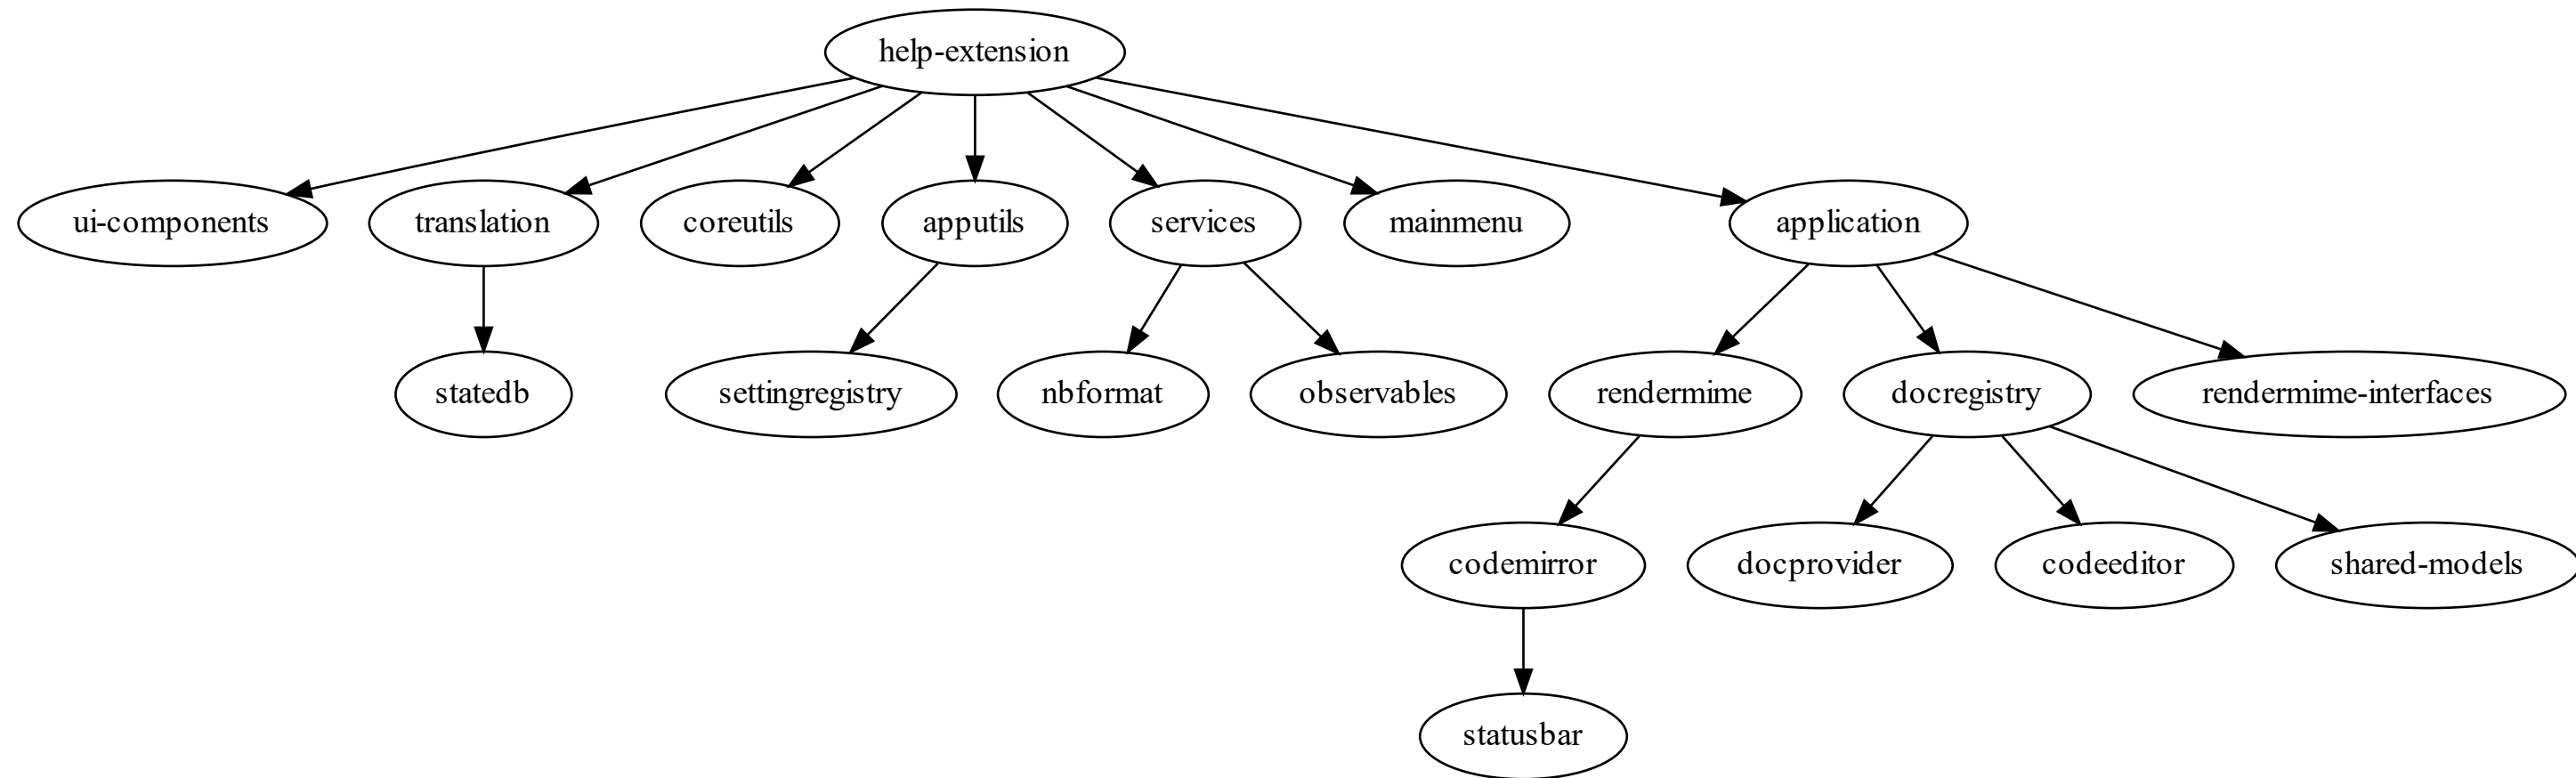 help-extension
ui-components
translation
coreutils
apputils
services
mainmenu
application
statedb
settingregistry
nbformat
observables
rendermime
docregistry
rendermime-interfaces
codemirror
docprovider
codeeditor
shared-models
statusbar